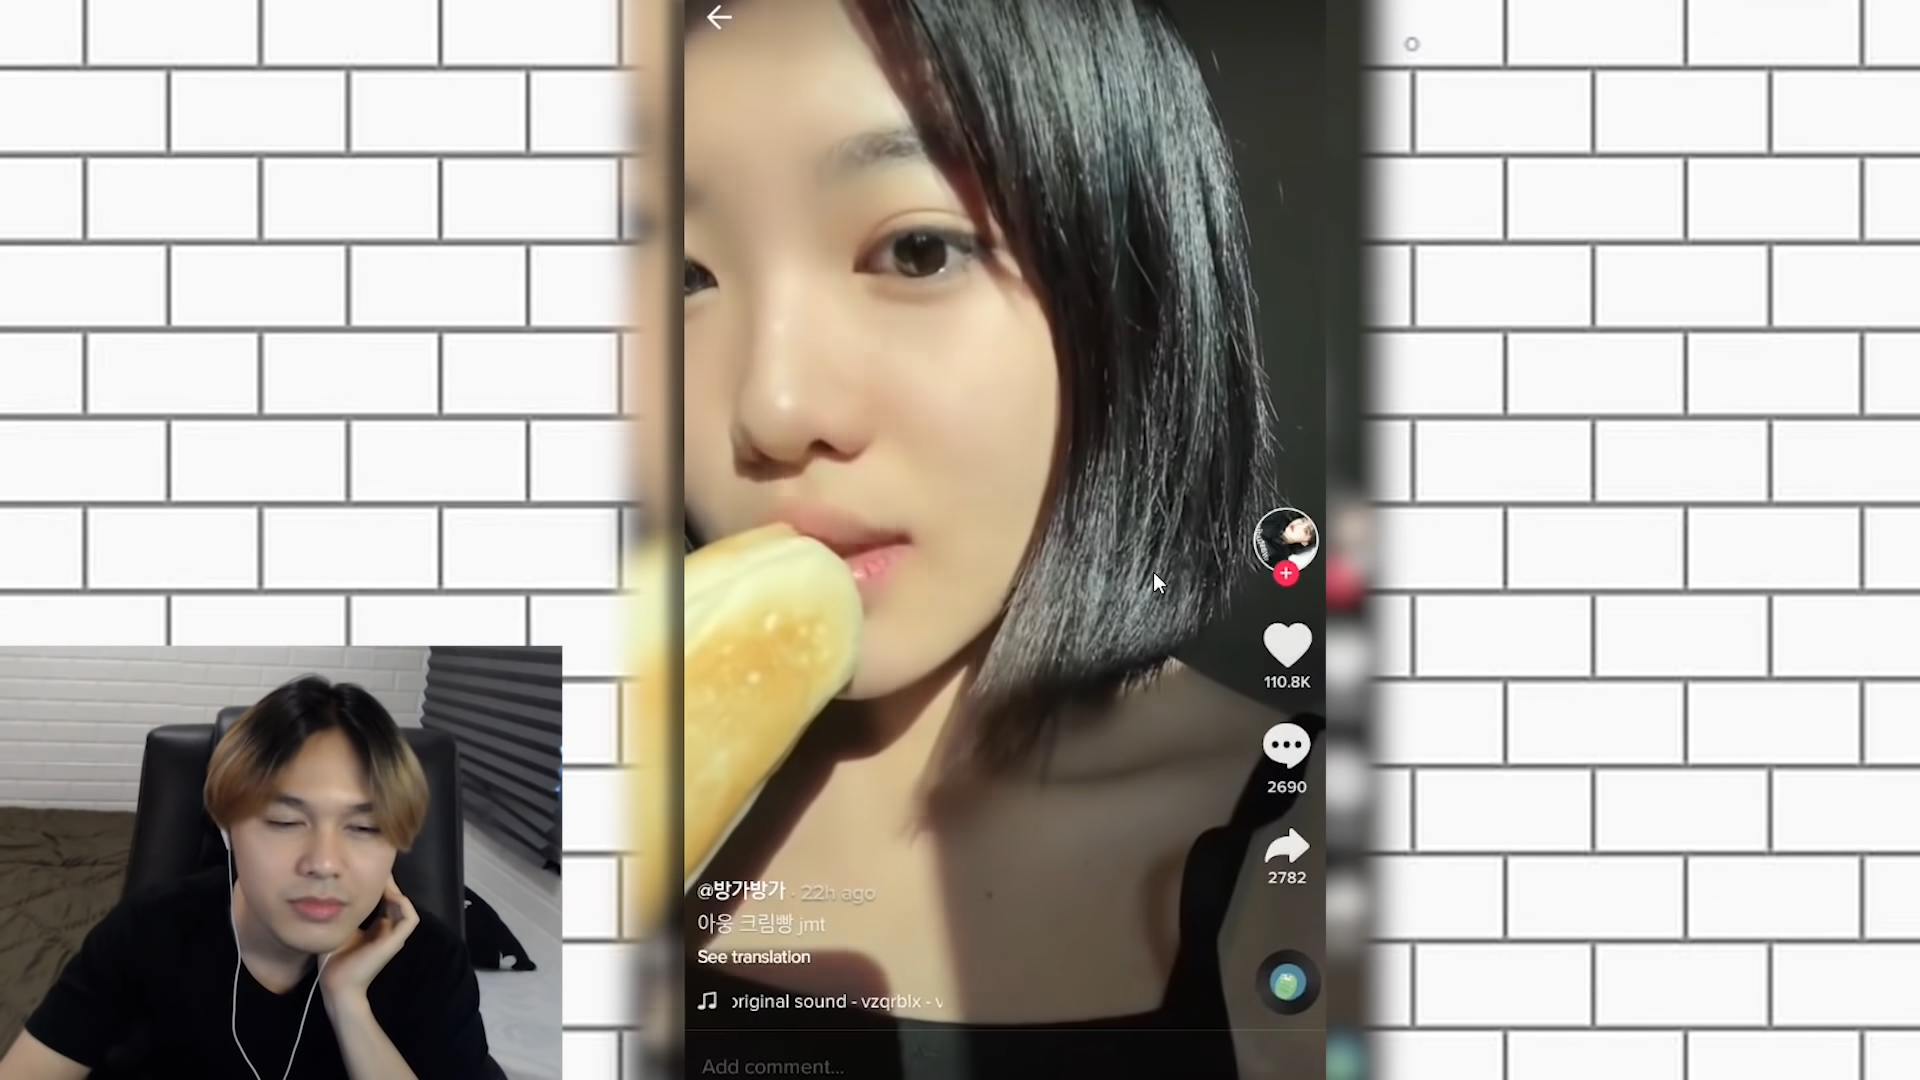 110.8K
2690
2782
@방가방가 · 22h ago
아웅 크림빵 jmt
See translation
original sound - vzqrblx - v
Add comment...